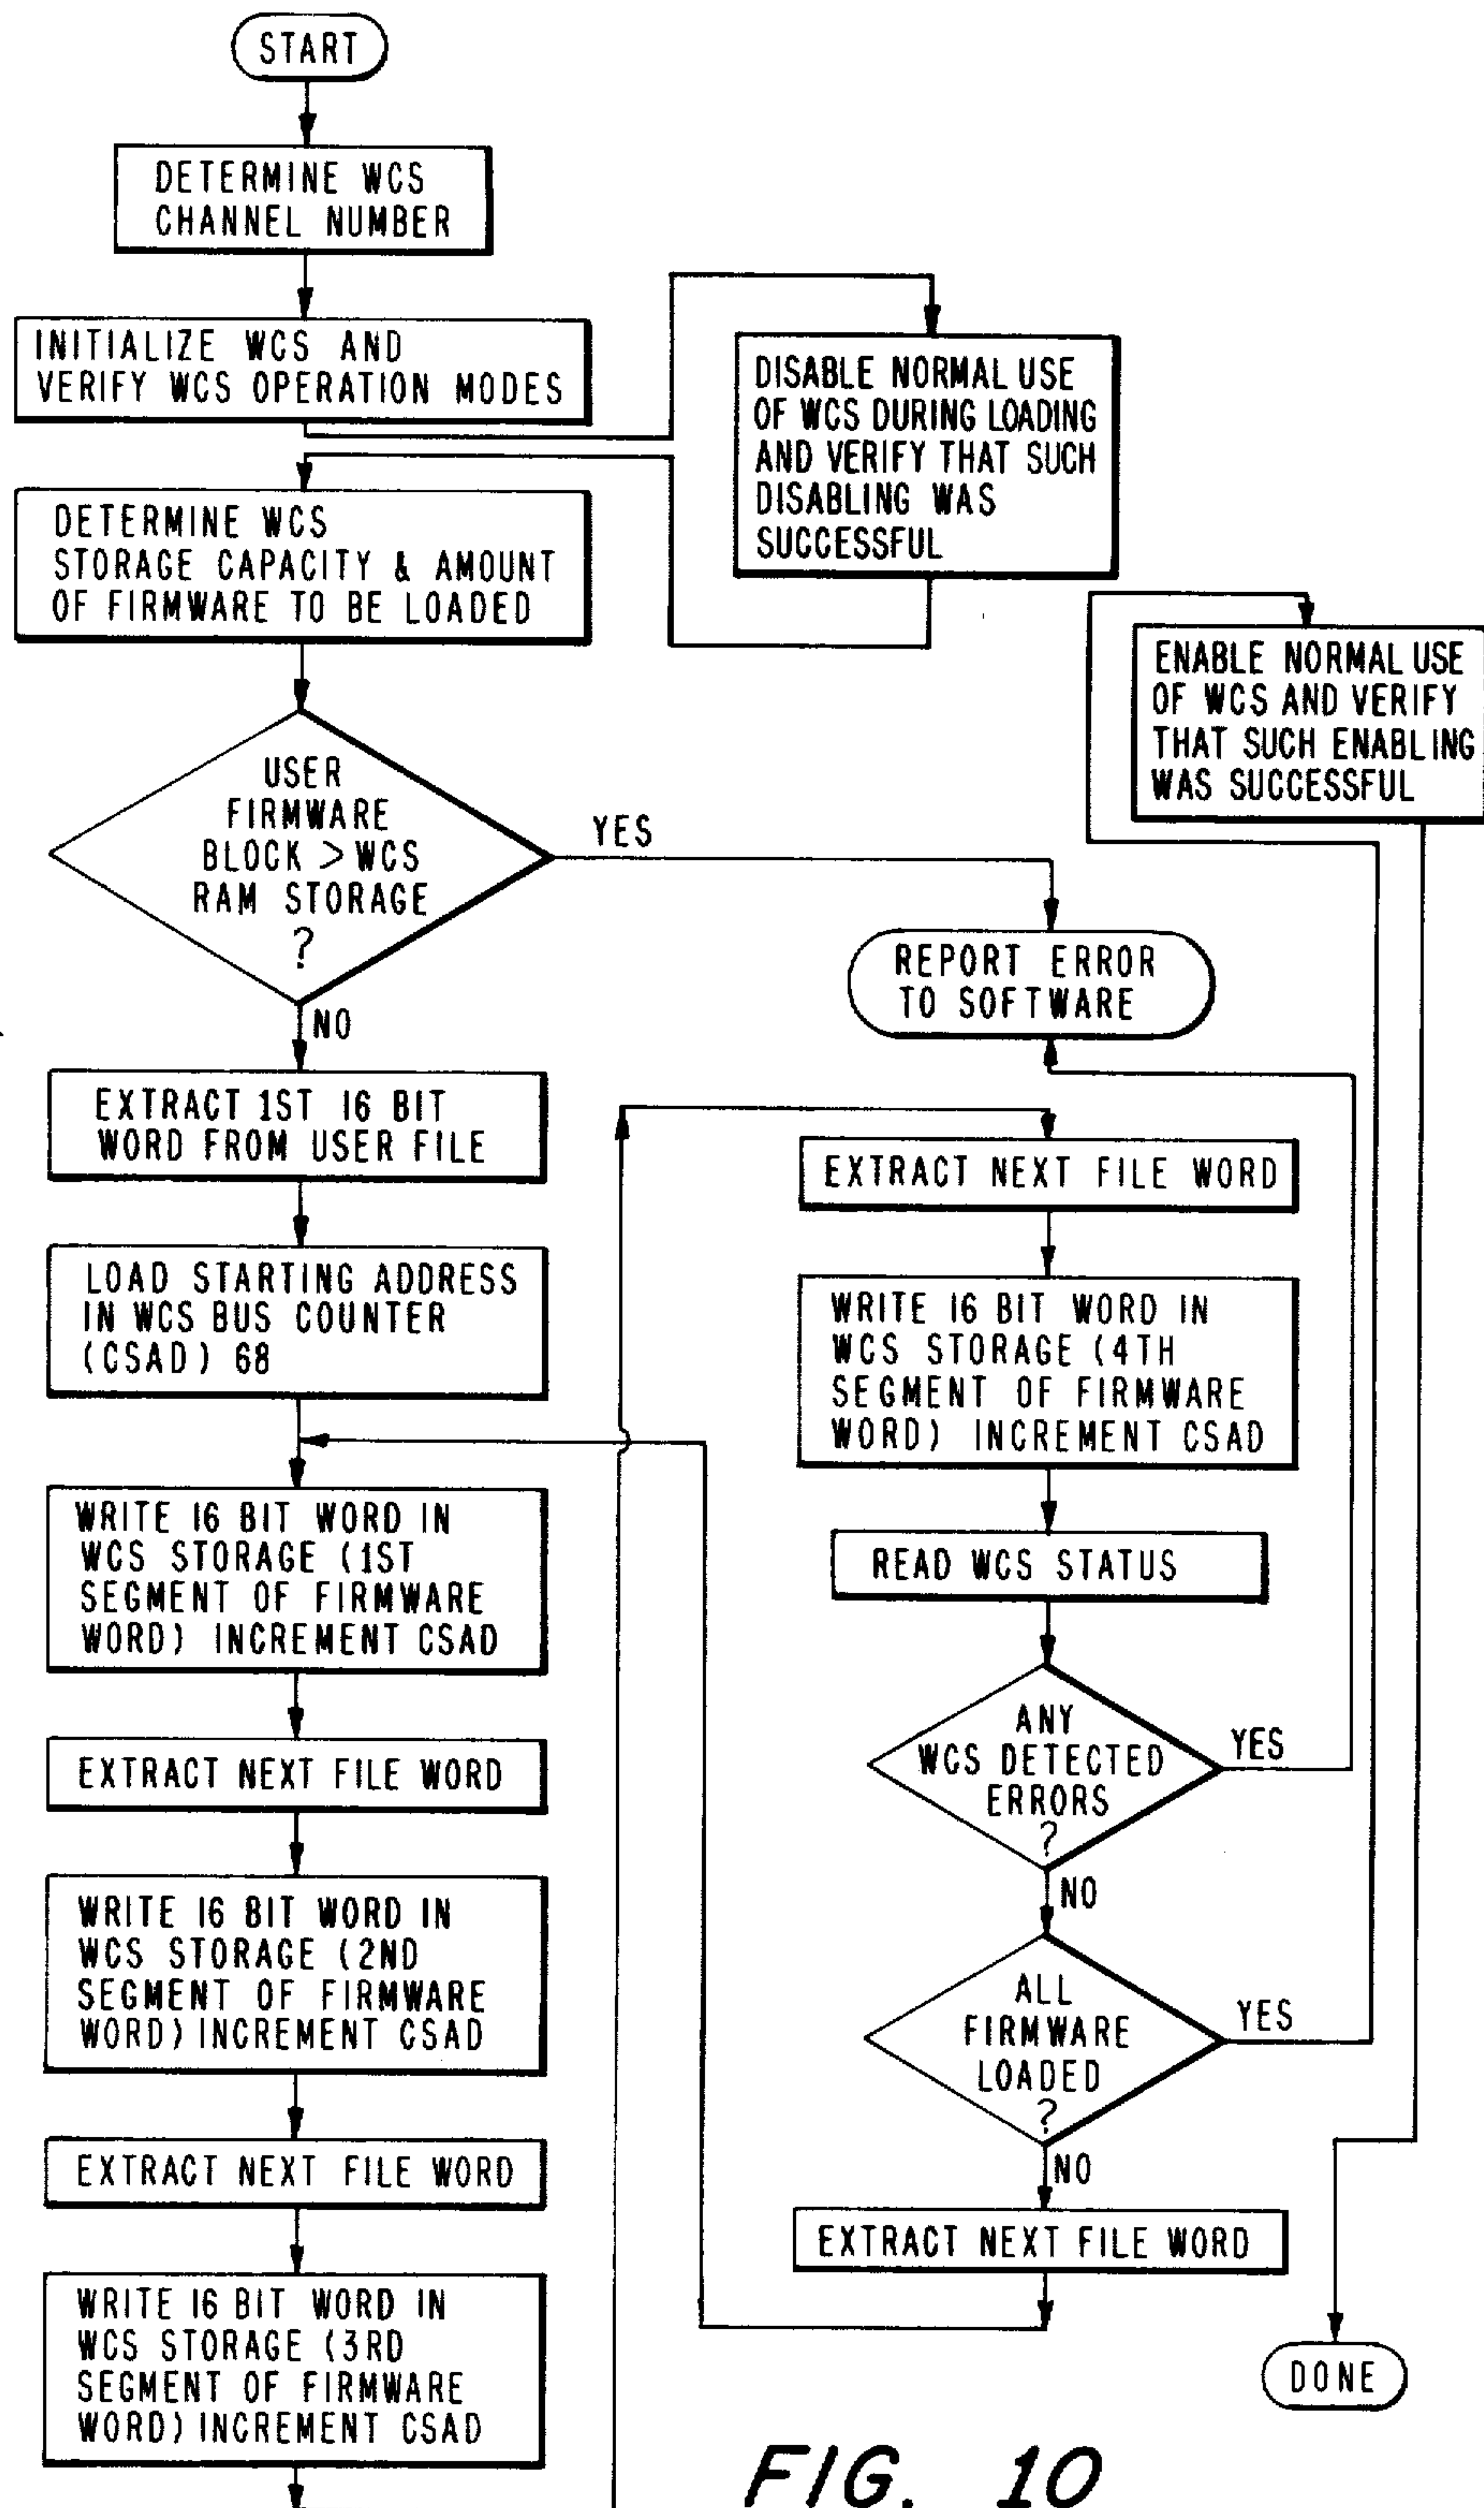 START
DETERMINE WCS
CHANNEL NUMBER
INITIALIZE WCS AND
VERIFY WCS OPERATION MODES
DISABLE NORMAL USE
OF WCS DURING LOADING
AND VERIFY THAT SUCH
DISABLING WAS
SUCCESSFUL
DETERMINE WCS
STORAGE CAPACITY & AMOUNT
OF FIRMWARE TO BE LOADED
ENABLE NORMAL USE
OF WCS AND VERIFY
THAT SUCH ENABLING
WAS SUCCESSFUL
USER
FIRMWARE
BLOCK > WCS
RAM STORAGE
?
YES
NO
REPORT ERROR
TO SOFTWARE
EXTRACT 1ST 16 BIT
WORD FROM USER FILE
LOAD STARTING ADDRESS
IN WCS BUS COUNTER
(CSAD) 68
WRITE 16 BIT WORD IN
WCS STORAGE (1ST
SEGMENT OF FIRMWARE
WORD) INCREMENT CSAD
EXTRACT NEXT FILE WORD
WRITE 16 BIT WORD IN
WCS STORAGE (2ND
SEGMENT OF FIRMWARE
WORD) INCREMENT CSAD
EXTRACT NEXT FILE WORD
WRITE 16 BIT WORD IN
WCS STORAGE (3RD
SEGMENT OF FIRMWARE
WORD) INCREMENT CSAD
EXTRACT NEXT FILE WORD
WRITE 16 BIT WORD IN
WCS STORAGE (4TH
SEGMENT OF FIRMWARE
WORD) INCREMENT CSAD
READ WCS STATUS
ANY
WCS DETECTED
ERRORS
?
YES
NO
ALL
FIRMWARE
LOADED
?
YES
NO
EXTRACT NEXT FILE WORD
DONE
FIG. 10